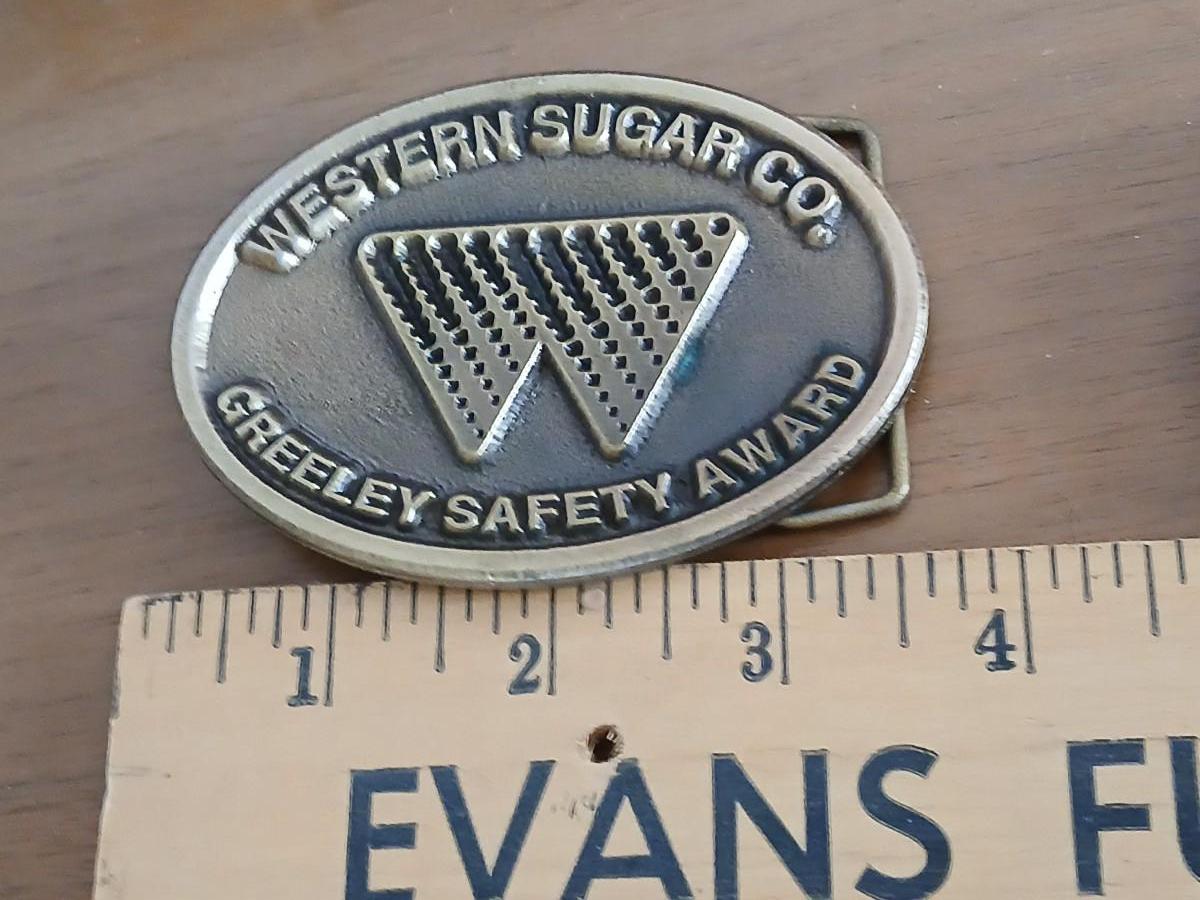 WESTERN SUGAR CO.
W
GREELEY SAFETY AWARD
1 2 3 4
EVANS FU